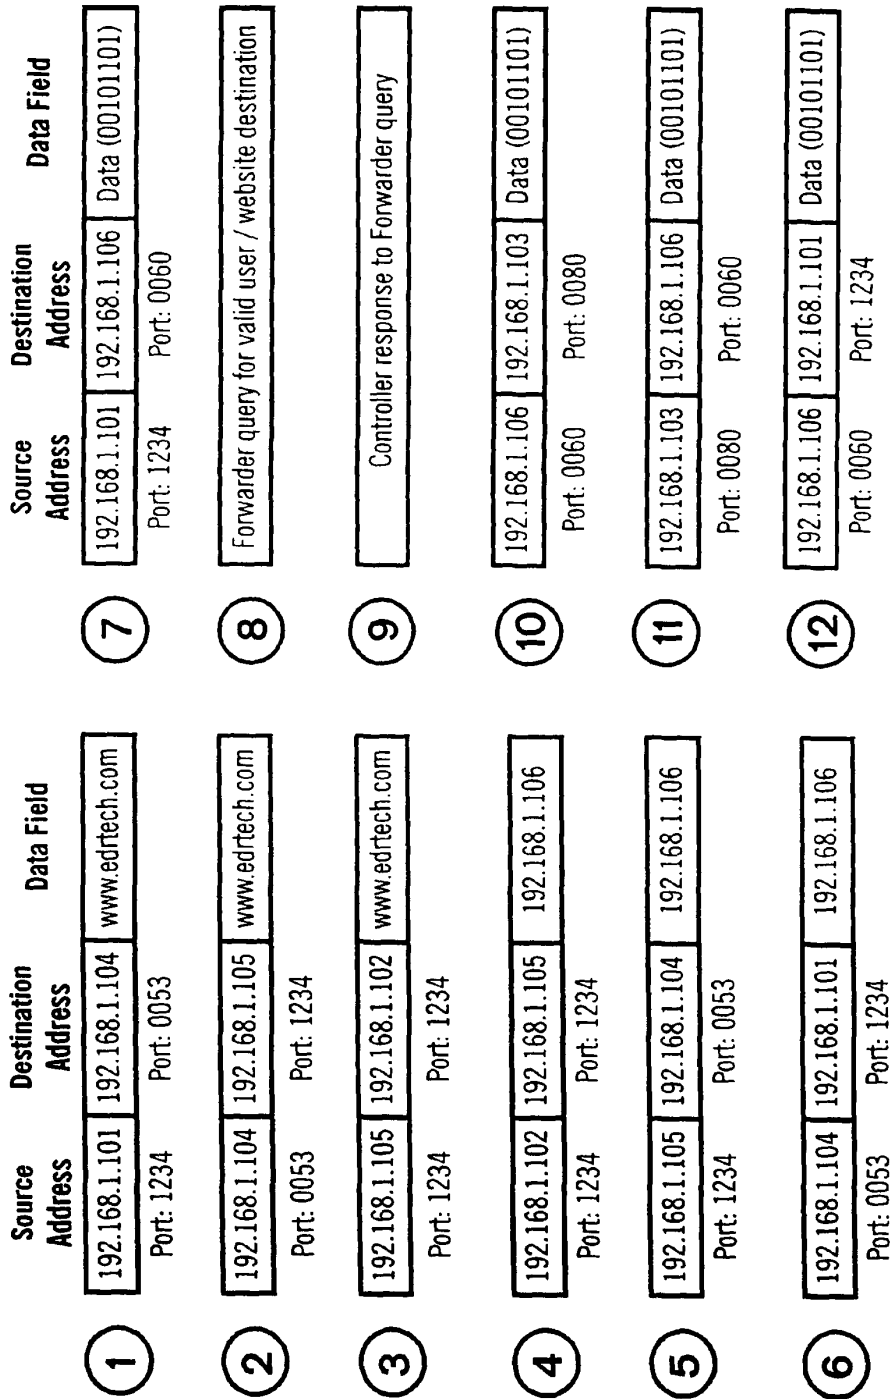 Source Address Destination Address Data Field
1 192.168.1.101 192.168.1.104 www.edrtech.com
Port: 1234 Port: 0053
2 192.168.1.104 192.168.1.105 www.edrtech.com
Port: 0053 Port: 1234
3 192.168.1.105 192.168.1.102 www.edrtech.com
Port: 1234 Port: 1234
4 192.168.1.102 192.168.1.105 192.168.1.106
Port: 1234 Port: 1234
5 192.168.1.105 192.168.1.104 192.168.1.106
Port: 1234 Port: 0053
6 192.168.1.104 192.168.1.101 192.168.1.106
Port: 0053 Port: 1234
Source Address Destination Address Data Field
7 192.168.1.101 192.168.1.106 Data (00101101)
Port: 1234 Port: 0060
8 Forwarder query for valid user / website destination
9 Controller response to Forwarder query
10 192.168.1.106 192.168.1.103 Data (00101101)
Port: 0060 Port: 0080
11 192.168.1.103 192.168.1.106 Data (00101101)
Port: 0080 Port: 0060
12 192.168.1.106 192.168.1.101 Data (00101101)
Port: 0060 Port: 1234